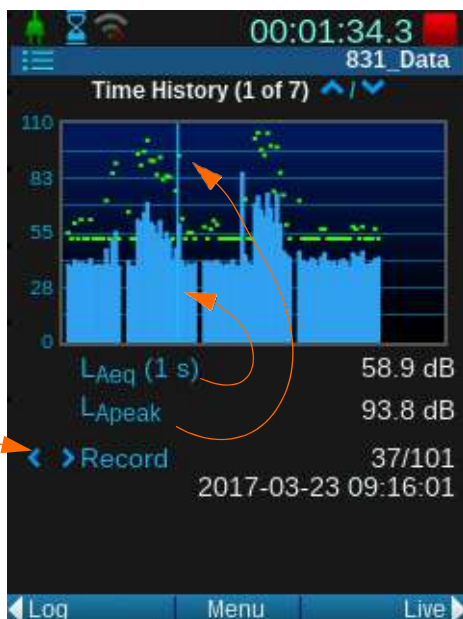 00:01:34.3
831_Data
Time History (1 of 7) ^ / v
110
83
55
28
0
LAeq (1 s) 58.9 dB
LApeak 93.8 dB
< > Record 37/101
2017-03-23 09:16:01
Log Menu Live